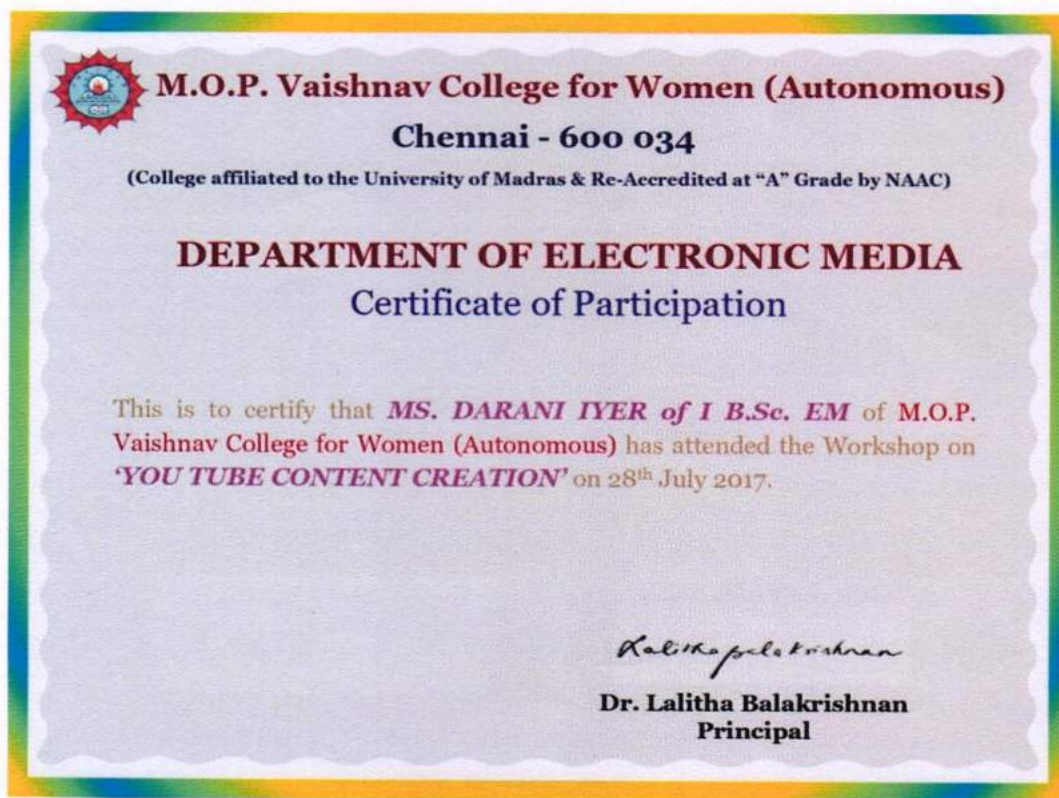 M.O.P. Vaishnav College for Women (Autonomous)
Chennai - 600 034
(College affiliated to the University of Madras & Re-Accredited at “A” Grade by NAAC)
DEPARTMENT OF ELECTRONIC MEDIA
Certificate of Participation
This is to certify that MS. DARANI IYER of I B.Sc. EM of M.O.P.
Vaishnav College for Women (Autonomous) has attended the Workshop on
‘YOU TUBE CONTENT CREATION’ on 28th July 2017.
Lalitha Balakrishnan
Dr. Lalitha Balakrishnan
Principal